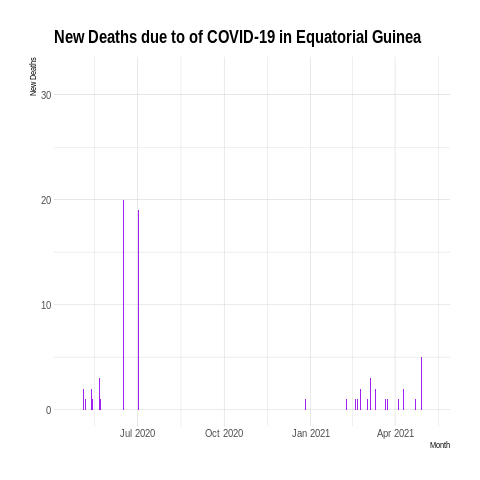 New Deaths due to of COVID-19 in Equatorial Guinea
New Deaths
30
20
10
0
Jul 2020 Oct 2020 Jan 2021 Apr 2021
Month